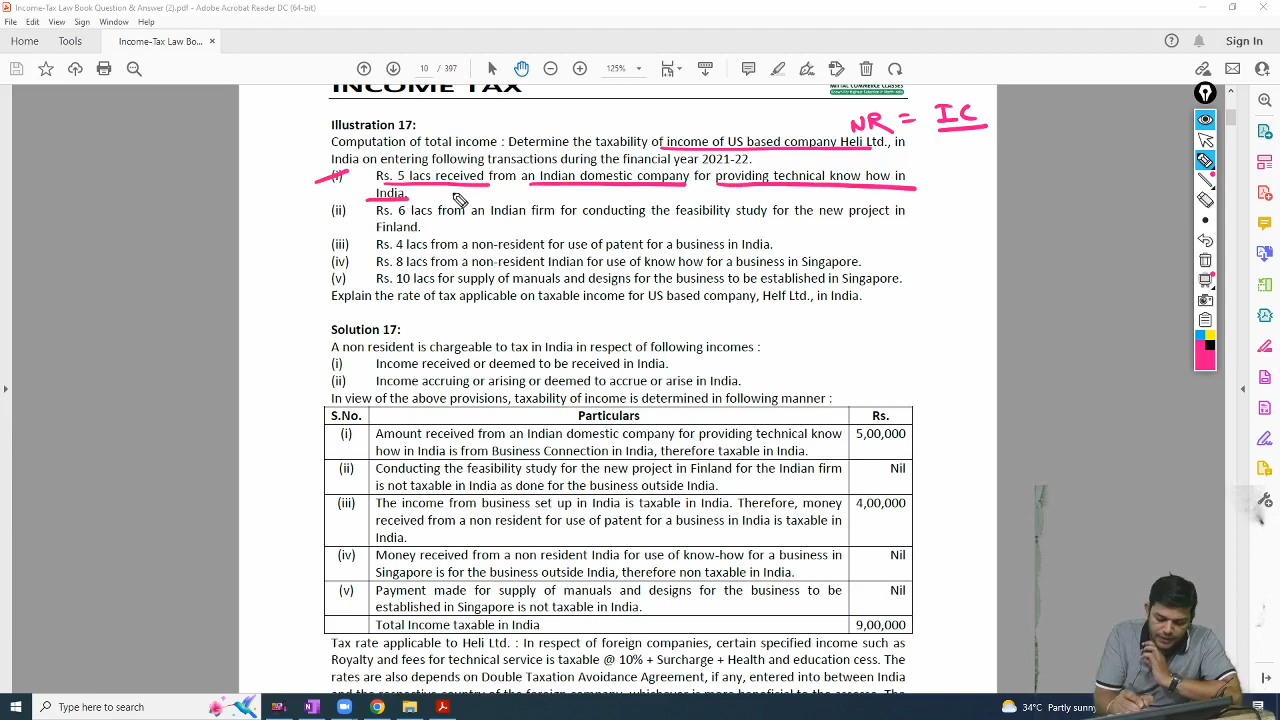 Income-Tax Law Book Question & Answer (2).pdf - Adobe Acrobat Reader DC (64-bit)
File Edit View Sign Window Help
Home Tools Income-Tax Law Bo... × Sign In
10 / 397 125%
INCOME TAX MITTAL COMMERCE CLASSES
NR = IC
Illustration 17:
Computation of total income : Determine the taxability of income of US based company Heli Ltd., in
India on entering following transactions during the financial year 2021-22.
(i) Rs. 5 lacs received from an Indian domestic company for providing technical know how in
India.
(ii) Rs. 6 lacs from an Indian firm for conducting the feasibility study for the new project in
Finland.
(iii) Rs. 4 lacs from a non-resident for use of patent for a business in India.
(iv) Rs. 8 lacs from a non-resident Indian for use of know how for a business in Singapore.
(v) Rs. 10 lacs for supply of manuals and designs for the business to be established in Singapore.
Explain the rate of tax applicable on taxable income for US based company, Helf Ltd., in India.
Solution 17:
A non resident is chargeable to tax in India in respect of following incomes :
(i) Income received or deemed to be received in India.
(ii) Income accruing or arising or deemed to accrue or arise in India.
In view of the above provisions, taxability of income is determined in following manner :
S.No. Particulars Rs.
(i) Amount received from an Indian domestic company for providing technical know 5,00,000
how in India is from Business Connection in India, therefore taxable in India.
(ii) Conducting the feasibility study for the new project in Finland for the Indian firm Nil
is not taxable in India as done for the business outside India.
(iii) The income from business set up in India is taxable in India. Therefore, money 4,00,000
received from a non resident for use of patent for a business in India is taxable in
India.
(iv) Money received from a non resident India for use of know-how for a business in Nil
Singapore is for the business outside India, therefore non taxable in India.
(v) Payment made for supply of manuals and designs for the business to be Nil
established in Singapore is not taxable in India.
Total Income taxable in India 9,00,000
Tax rate applicable to Heli Ltd. : In respect of foreign companies, certain specified income such as
Royalty and fees for technical service is taxable @ 10% + Surcharge + Health and education cess. The
rates are also depends on Double Taxation Avoidance Agreement, if any, entered into between India
Type here to search 34°C Partly sunny